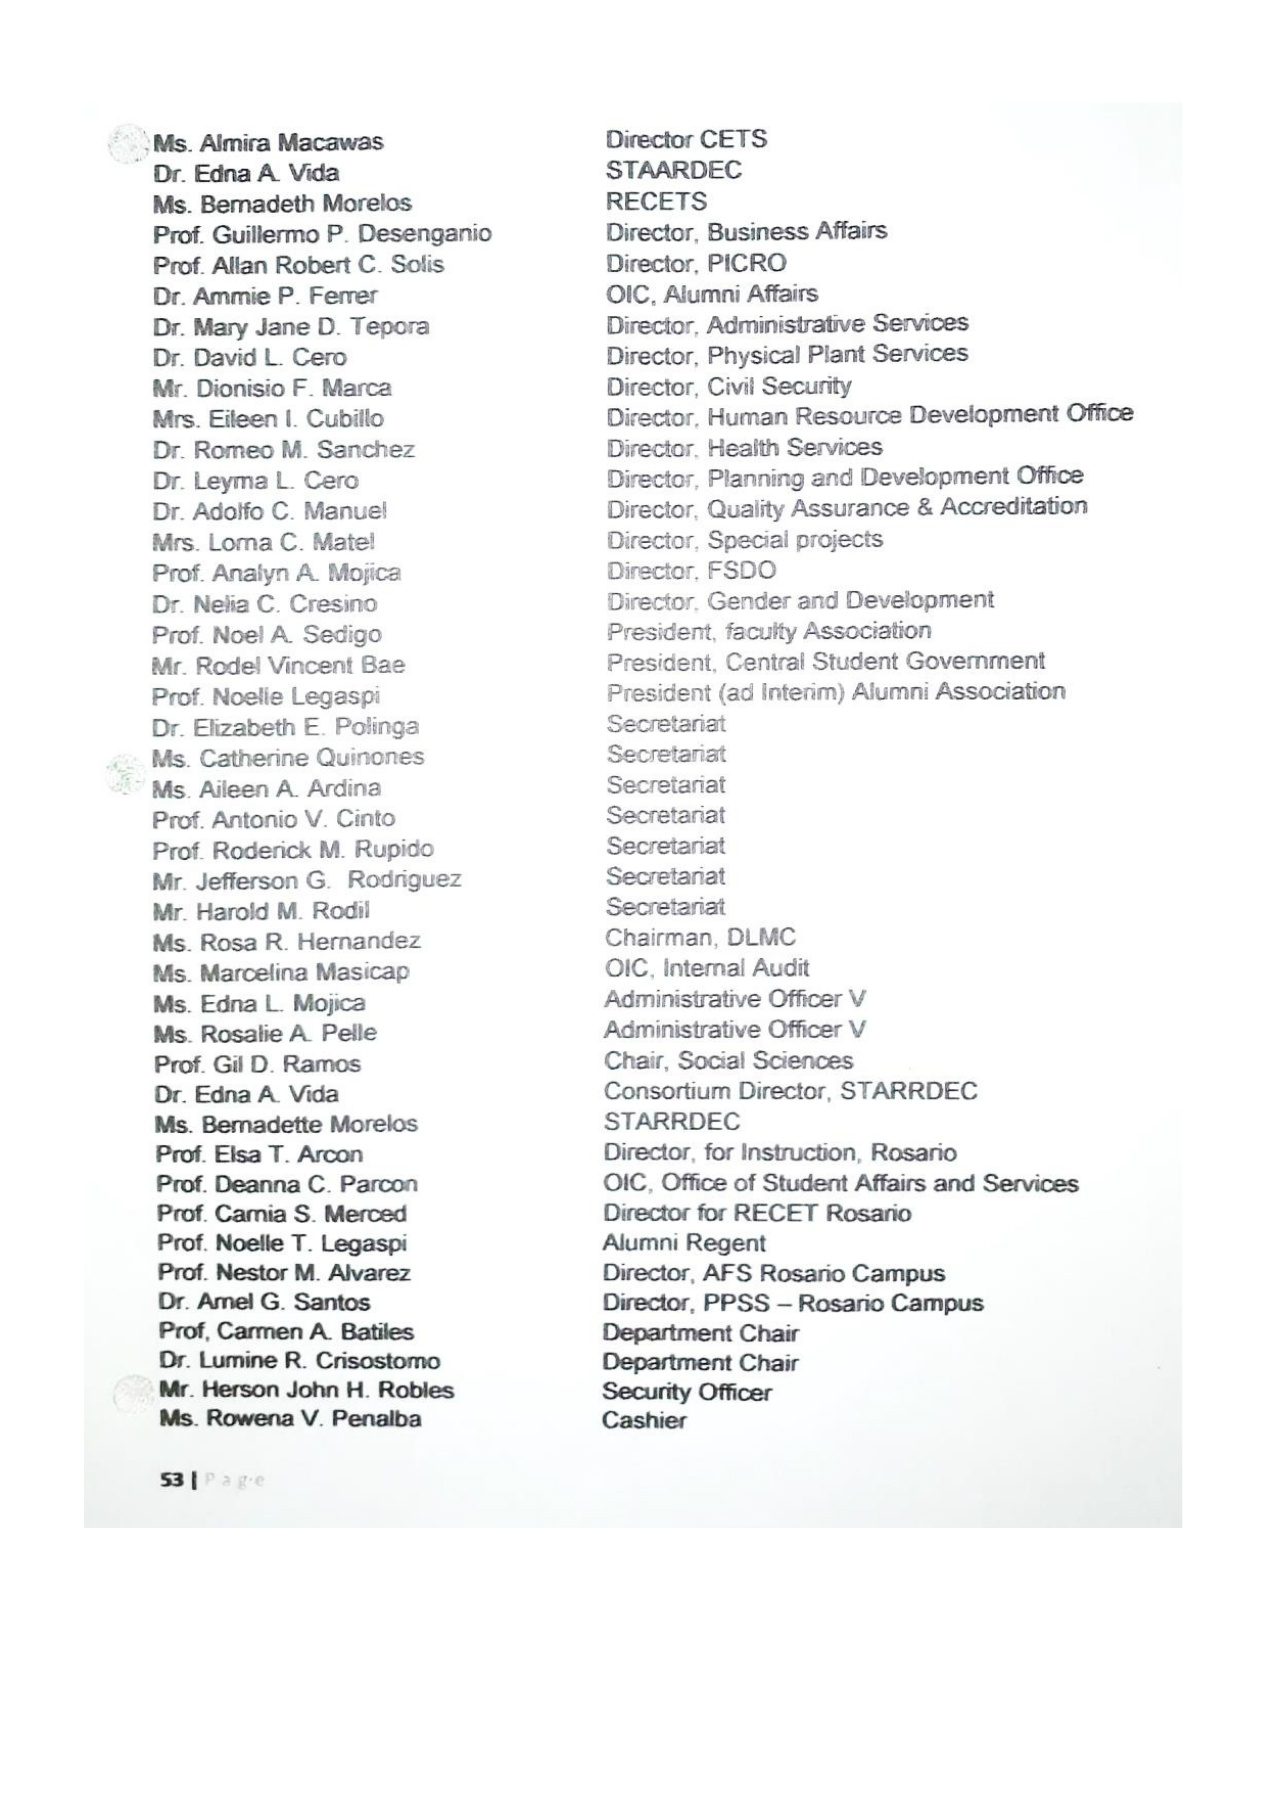 Ms. Almira Macawas Director CETS
Dr. Edna A. Vida STAARDEC
Ms. Bernadeth Morelos RECETS
Prof. Guillermo P. Desenganio Director, Business Affairs
Prof. Allan Robert C. Solis Director, PICRO
Dr. Ammie P. Ferrer OIC, Alumni Affairs
Dr. Mary Jane D. Tepora Director, Administrative Services
Dr. David L. Cero Director, Physical Plant Services
Mr. Dionisio F. Marca Director, Civil Security
Mrs. Eileen I. Cubillo Director, Human Resource Development Office
Dr. Romeo M. Sanchez Director, Health Services
Dr. Leyma L. Cero Director, Planning and Development Office
Dr. Adolfo C. Manuel Director, Quality Assurance & Accreditation
Mrs. Lorna C. Matel Director, Special projects
Prof. Analyn A. Mojica Director, FSDO
Dr. Nelia C. Cresino Director, Gender and Development
Prof. Noel A. Sedigo President, faculty Association
Mr. Rodel Vincent Bae President, Central Student Government
Prof. Noelle Legaspi President (ad Interim) Alumni Association
Dr. Elizabeth E. Polinga Secretariat
Ms. Catherine Quinones Secretariat
Ms. Aileen A. Ardina Secretariat
Prof. Antonio V. Cinto Secretariat
Prof. Roderick M. Rupido Secretariat
Mr. Jefferson G. Rodriguez Secretariat
Mr. Harold M. Rodil Secretariat
Ms. Rosa R. Hernandez Chairman, DLMC
Ms. Marcelina Masicap OIC, Internal Audit
Ms. Edna L. Mojica Administrative Officer V
Ms. Rosalie A. Pelle Administrative Officer V
Prof. Gil D. Ramos Chair, Social Sciences
Dr. Edna A. Vida Consortium Director, STARRDEC
Ms. Bernadette Morelos STARRDEC
Prof. Elsa T. Arcon Director, for Instruction, Rosario
Prof. Deanna C. Parcon OIC, Office of Student Affairs and Services
Prof. Carnia S. Merced Director for RECET Rosario
Prof. Noelle T. Legaspi Alumni Regent
Prof. Nestor M. Alvarez Director, AFS Rosario Campus
Dr. Arnel G. Santos Director, PPSS – Rosario Campus
Prof, Carmen A. Batiles Department Chair
Dr. Lumine R. Crisostomo Department Chair
Mr. Herson John H. Robles Security Officer
Ms. Rowena V. Penalba Cashier
53 | Page